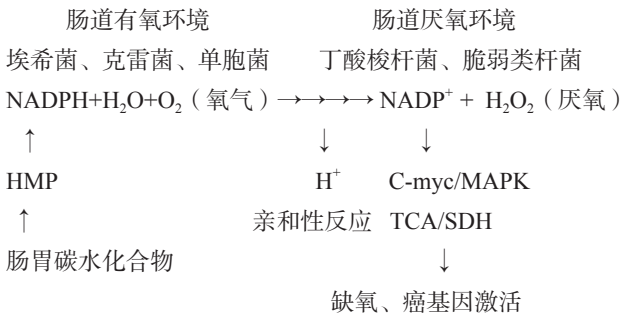 肠道有氧环境 肠道厌氧环境
埃希菌、克雷菌、单胞菌 丁酸梭杆菌、脆弱类杆菌
NADPH+H₂O+O₂（氧气）→→→→ NADP⁺ + H₂O₂（厌氧）
↑ ↓ ↓
HMP H⁺ C-myc/MAPK
↑ 亲和性反应 TCA/SDH
肠胃碳水化合物 ↓
缺氧、癌基因激活